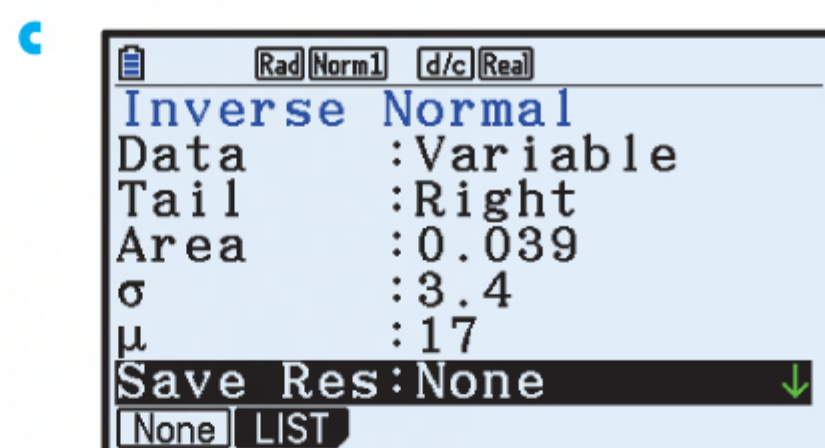 c
Rad Norm1 d/c Real
Inverse Normal
Data :Variable
Tail :Right
Area :0.039
σ :3.4
μ :17
Save Res:None ↓
None LIST